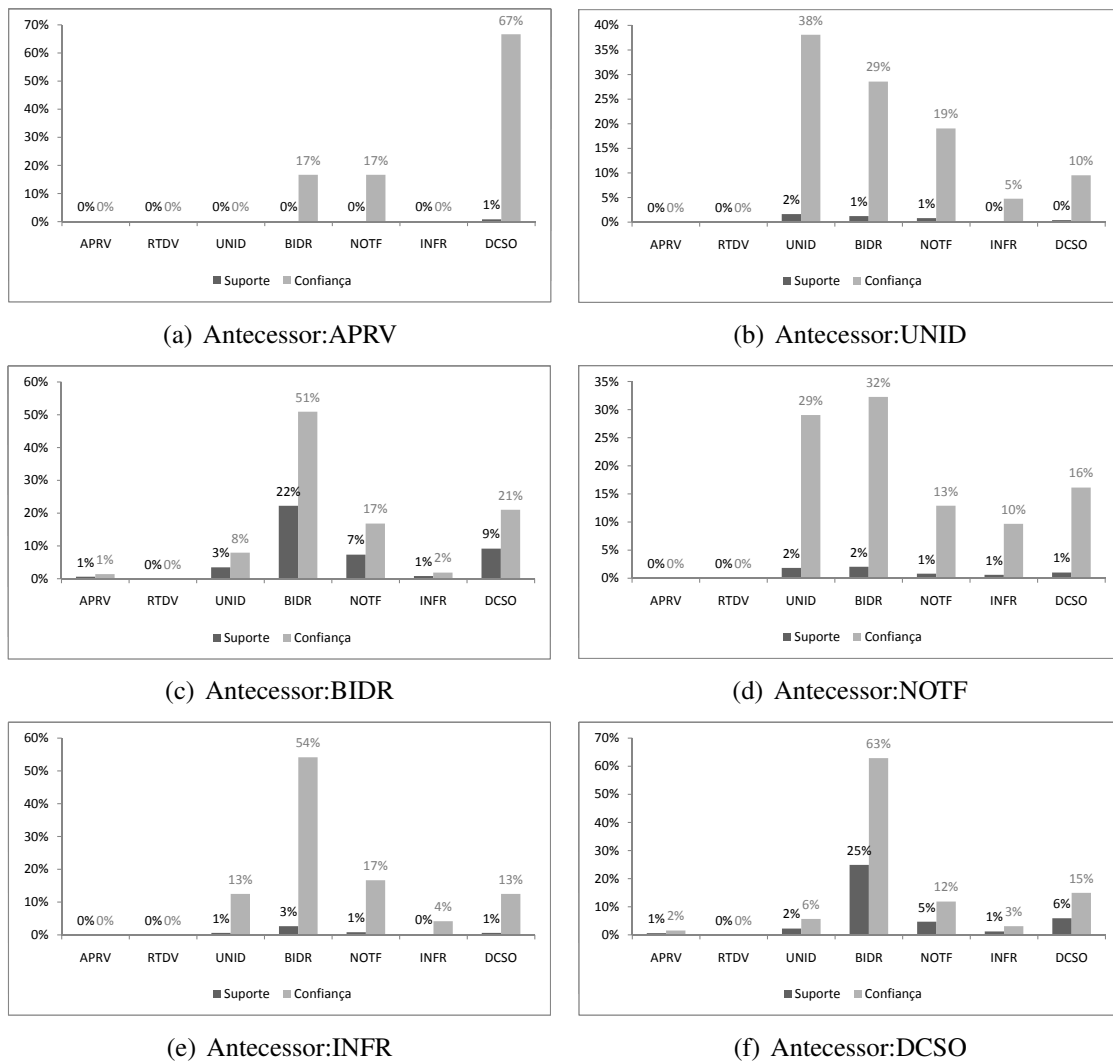 70%
60%
50%
40%
30%
20%
10%
0%
67%
17% 17%
0% 0% 0% 0% 0% 0% 0% 0% 0% 0% 1%
APRV RTDV UNID BIDR NOTF INFR DCSO
Suporte Confiança
(a) Antecessor:APRV
40%
35%
30%
25%
20%
15%
10%
5%
0%
38%
29%
19%
5% 10%
0% 0% 0% 0% 2% 1% 1% 0% 0%
APRV RTDV UNID BIDR NOTF INFR DCSO
Suporte Confiança
(b) Antecessor:UNID
60%
50%
40%
30%
20%
10%
0%
51%
22% 17% 21%
1% 1% 0% 0% 3% 8% 7% 1% 2% 9%
APRV RTDV UNID BIDR NOTF INFR DCSO
Suporte Confiança
(c) Antecessor:BIDR
35%
30%
25%
20%
15%
10%
5%
0%
29% 32%
13% 10% 16%
0% 0% 0% 0% 2% 2% 1% 1% 1%
APRV RTDV UNID BIDR NOTF INFR DCSO
Suporte Confiança
(d) Antecessor:NOTF
60%
50%
40%
30%
20%
10%
0%
54%
13% 17% 4% 13%
0% 0% 0% 0% 1% 3% 1% 0% 1%
APRV RTDV UNID BIDR NOTF INFR DCSO
Suporte Confiança
(e) Antecessor:INFR
70%
60%
50%
40%
30%
20%
10%
0%
63%
25% 12% 15%
1% 2% 0% 0% 2% 6% 5% 1% 3% 6%
APRV RTDV UNID BIDR NOTF INFR DCSO
Suporte Confiança
(f) Antecessor:DCSO